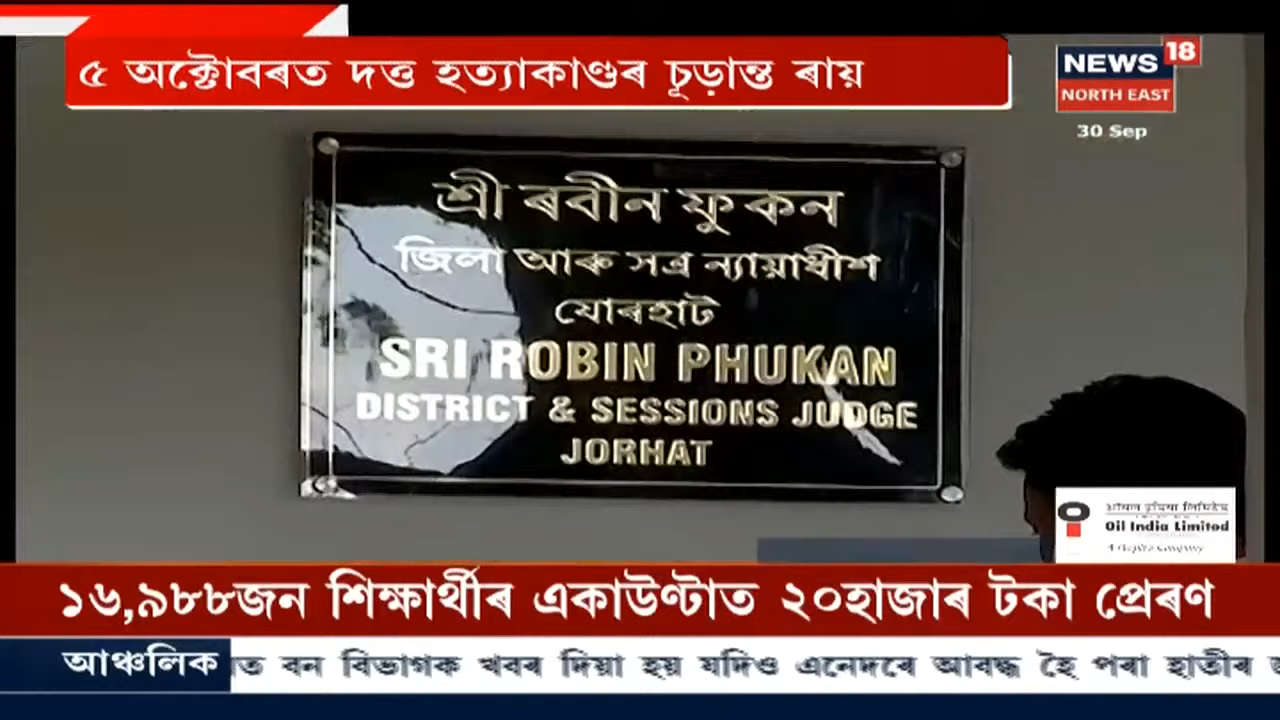 ৫ অক্টোবৰত দত্ত হত্যাকাণ্ডৰ চূড়ান্ত ৰায়
NEWS 18
NORTH EAST
30 Sep
শ্ৰী ৰবীন ফুকন
জিলা আৰু সত্ৰ ন্যায়াধীশ
যোৰহাট
SRI ROBIN PHUKAN
DISTRICT & SESSIONS JUDGE
JORHAT
Oil India Limited
১৬,৯৮৮জন শিক্ষাৰ্থীৰ একাউণ্টাত ২০হাজাৰ টকা প্ৰেৰণ
আঞ্চলিক ত বন বিভাগক খবৰ দিয়া হয় যদিও এনেদৰে আবদ্ধ হৈ পৰা হাতীৰ